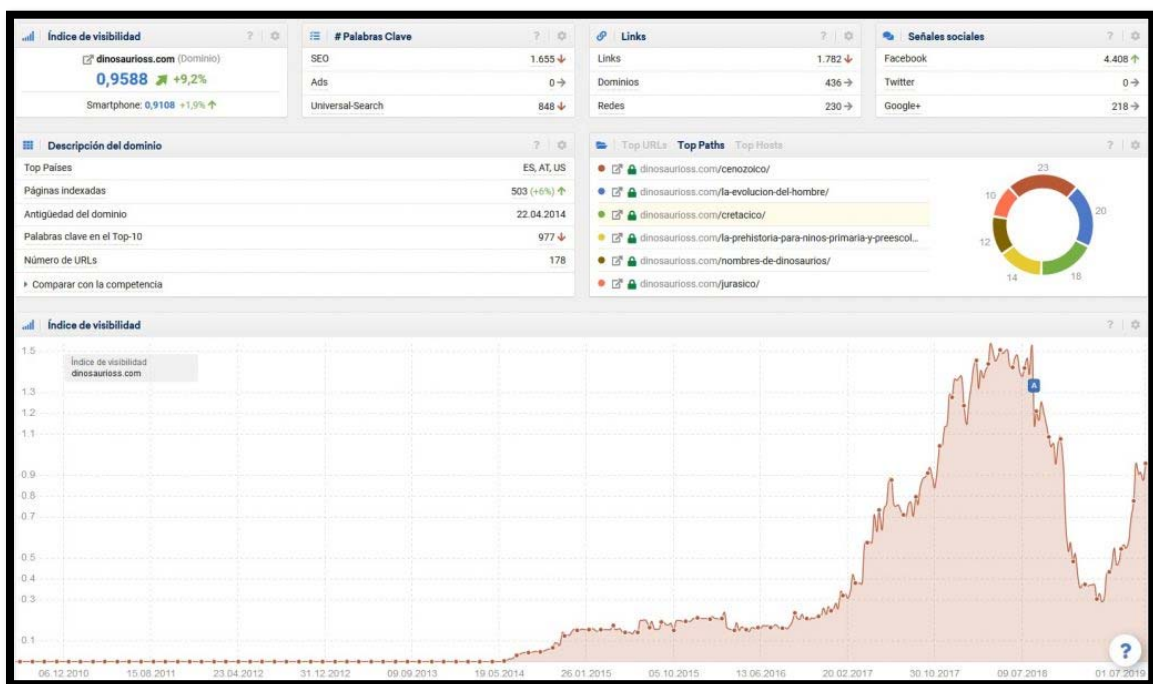 Índice de visibilidad ?
dinosaurioss.com (Dominio)
0,9588 +9,2%
Smartphone: 0,9108 +1,9%
# Palabras Clave ?
SEO 1.655
Ads 0
Universal-Search 848
Links ?
Links 1.782
Dominios 436
Redes 230
Señales sociales ?
Facebook 4.408
Twitter 0
Google+ 218
Descripción del dominio ?
Top Países ES, AT, US
Páginas indexadas 503 (+6%)
Antigüedad del dominio 22.04.2014
Palabras clave en el Top-10 977
Número de URLs 178
Comparar con la competencia
Top URLs Top Paths Top Hosts ?
dinosaurioss.com/cenozoico/
dinosaurioss.com/la-evolucion-del-hombre/
dinosaurioss.com/cretacico/
dinosaurioss.com/la-prehistoria-para-ninos-primaria-y-preescol...
dinosaurioss.com/nombres-de-dinosaurios/
dinosaurioss.com/jurasico/
23
20
18
14
12
10
Índice de visibilidad ?
Índice de visibilidad
dinosaurioss.com
1.5
1.3
1.2
1.1
0.9
0.8
0.7
0.5
0.4
0.3
0.1
A
?
06.12.2010 15.08.2011 23.04.2012 31.12.2012 09.09.2013 19.05.2014 26.01.2015 05.10.2015 13.06.2016 20.02.2017 30.10.2017 09.07.2018 01.07.2019